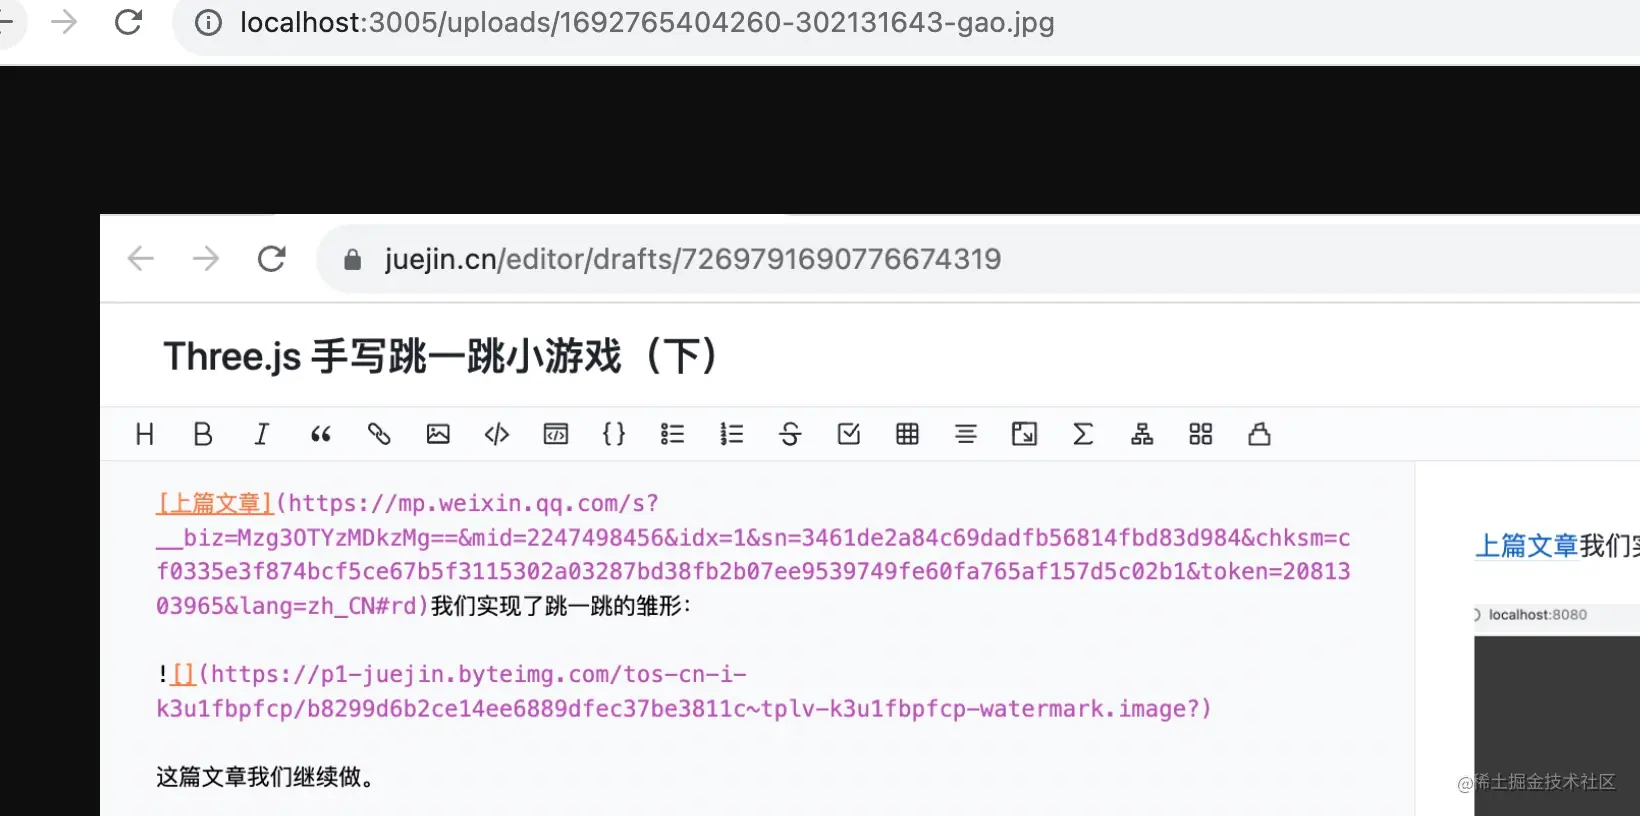 localhost:3005/uploads/1692765404260-302131643-gao.jpg
juejin.cn/editor/drafts/7269791690776674319
Three.js 手写跳一跳小游戏（下）
[上篇文章](https://mp.weixin.qq.com/s?
__biz=Mzg3OTYzMDkzMg==&mid=2247498456&idx=1&sn=3461de2a84c69dadfb56814fbd83d984&chksm=c
f0335e3f874bcf5ce67b5f3115302a03287bd38fb2b07ee9539749fe60fa765af157d5c02b1&token=20813
03965&lang=zh_CN#rd)我们实现了跳一跳的雏形：
![](https://p1-juejin.byteimg.com/tos-cn-i-
k3u1fbpfcp/b8299d6b2ce14ee6889dfec37be3811c~tplv-k3u1fbpfcp-watermark.image?)
这篇文章我们继续做。
上篇文章我们实
localhost:8080
@稀土掘金技术社区